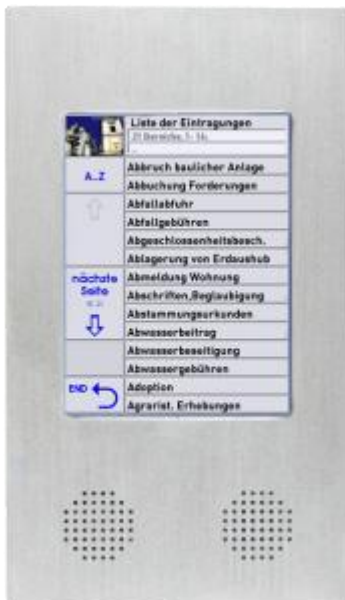 Liste der Eintragungen
A..Z
Abbruch baulicher Anlage
Abbuchung Forderungen
Abfallabfuhr
Abfallgebühren
Abgeschlossenheitsbesch.
Ablagerung von Erdaushub
nächste
Seite
Abmeldung Wohnung
Abschriften,Beglaubigung
Abstammungsurkunden
Abwasserbeitrag
Abwasserbeseitigung
Abwassergebühren
END
Adoption
Agrarist. Erhebungen